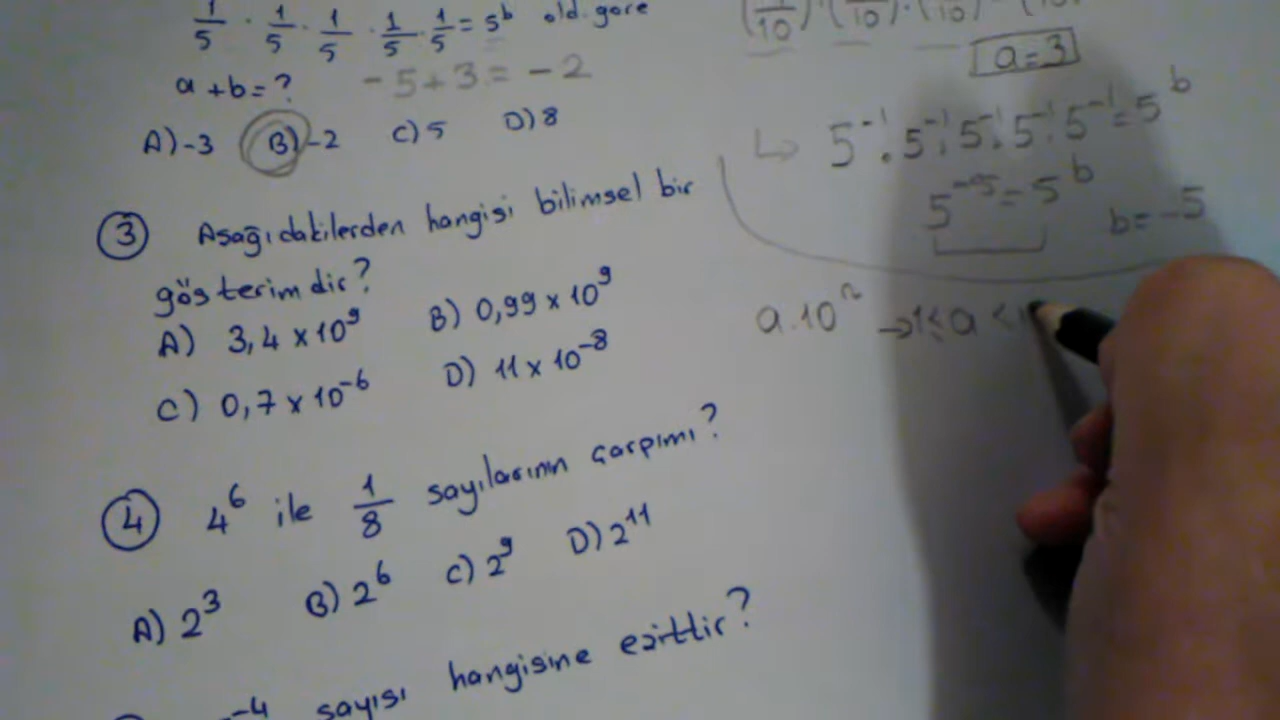 1/5 · 1/5 · 1/5 · 1/5 · 1/5 = 5^b old. göre
a+b=? -5+3=-2
A) -3 B) -2 C) 5 D) 8
3 Aşağıdakilerden hangisi bilimsel bir
gösterimdir?
A) 3,4 x 10^9 B) 0,99 x 10^9
C) 0,7 x 10^-6 D) 11 x 10^-8
4 4^6 ile 1/8 sayılarının çarpımı?
A) 2^3 B) 2^6 C) 2^9 D) 2^11
-4 sayısı hangisine eşittir?
a=3
↳ 5^-1 · 5^-1 · 5^-1 · 5^-1 · 5^-1 = 5^b
5^-5 = 5^b b=-5
a.10^n → 1≤a<1